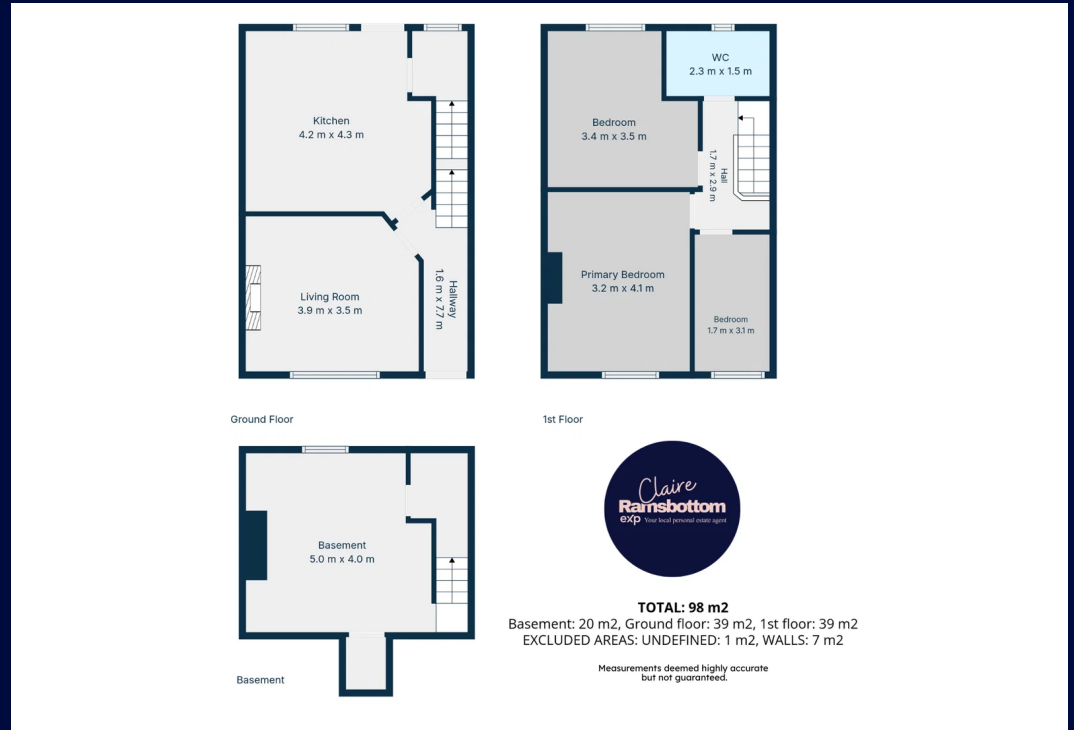 Kitchen
4.2 m x 4.3 m
Living Room
3.9 m x 3.5 m
Hallway
1.6 m x 7.7 m
Ground Floor
WC
2.3 m x 1.5 m
Bedroom
3.4 m x 3.5 m
Hall
1.7 m x 2.9 m
Primary Bedroom
3.2 m x 4.1 m
Bedroom
1.7 m x 3.1 m
1st Floor
Basement
5.0 m x 4.0 m
Basement
Claire
Ramsbottom
exp Your local personal estate agent
TOTAL: 98 m2
Basement: 20 m2, Ground floor: 39 m2, 1st floor: 39 m2
EXCLUDED AREAS: UNDEFINED: 1 m2, WALLS: 7 m2
Measurements deemed highly accurate
but not guaranteed.